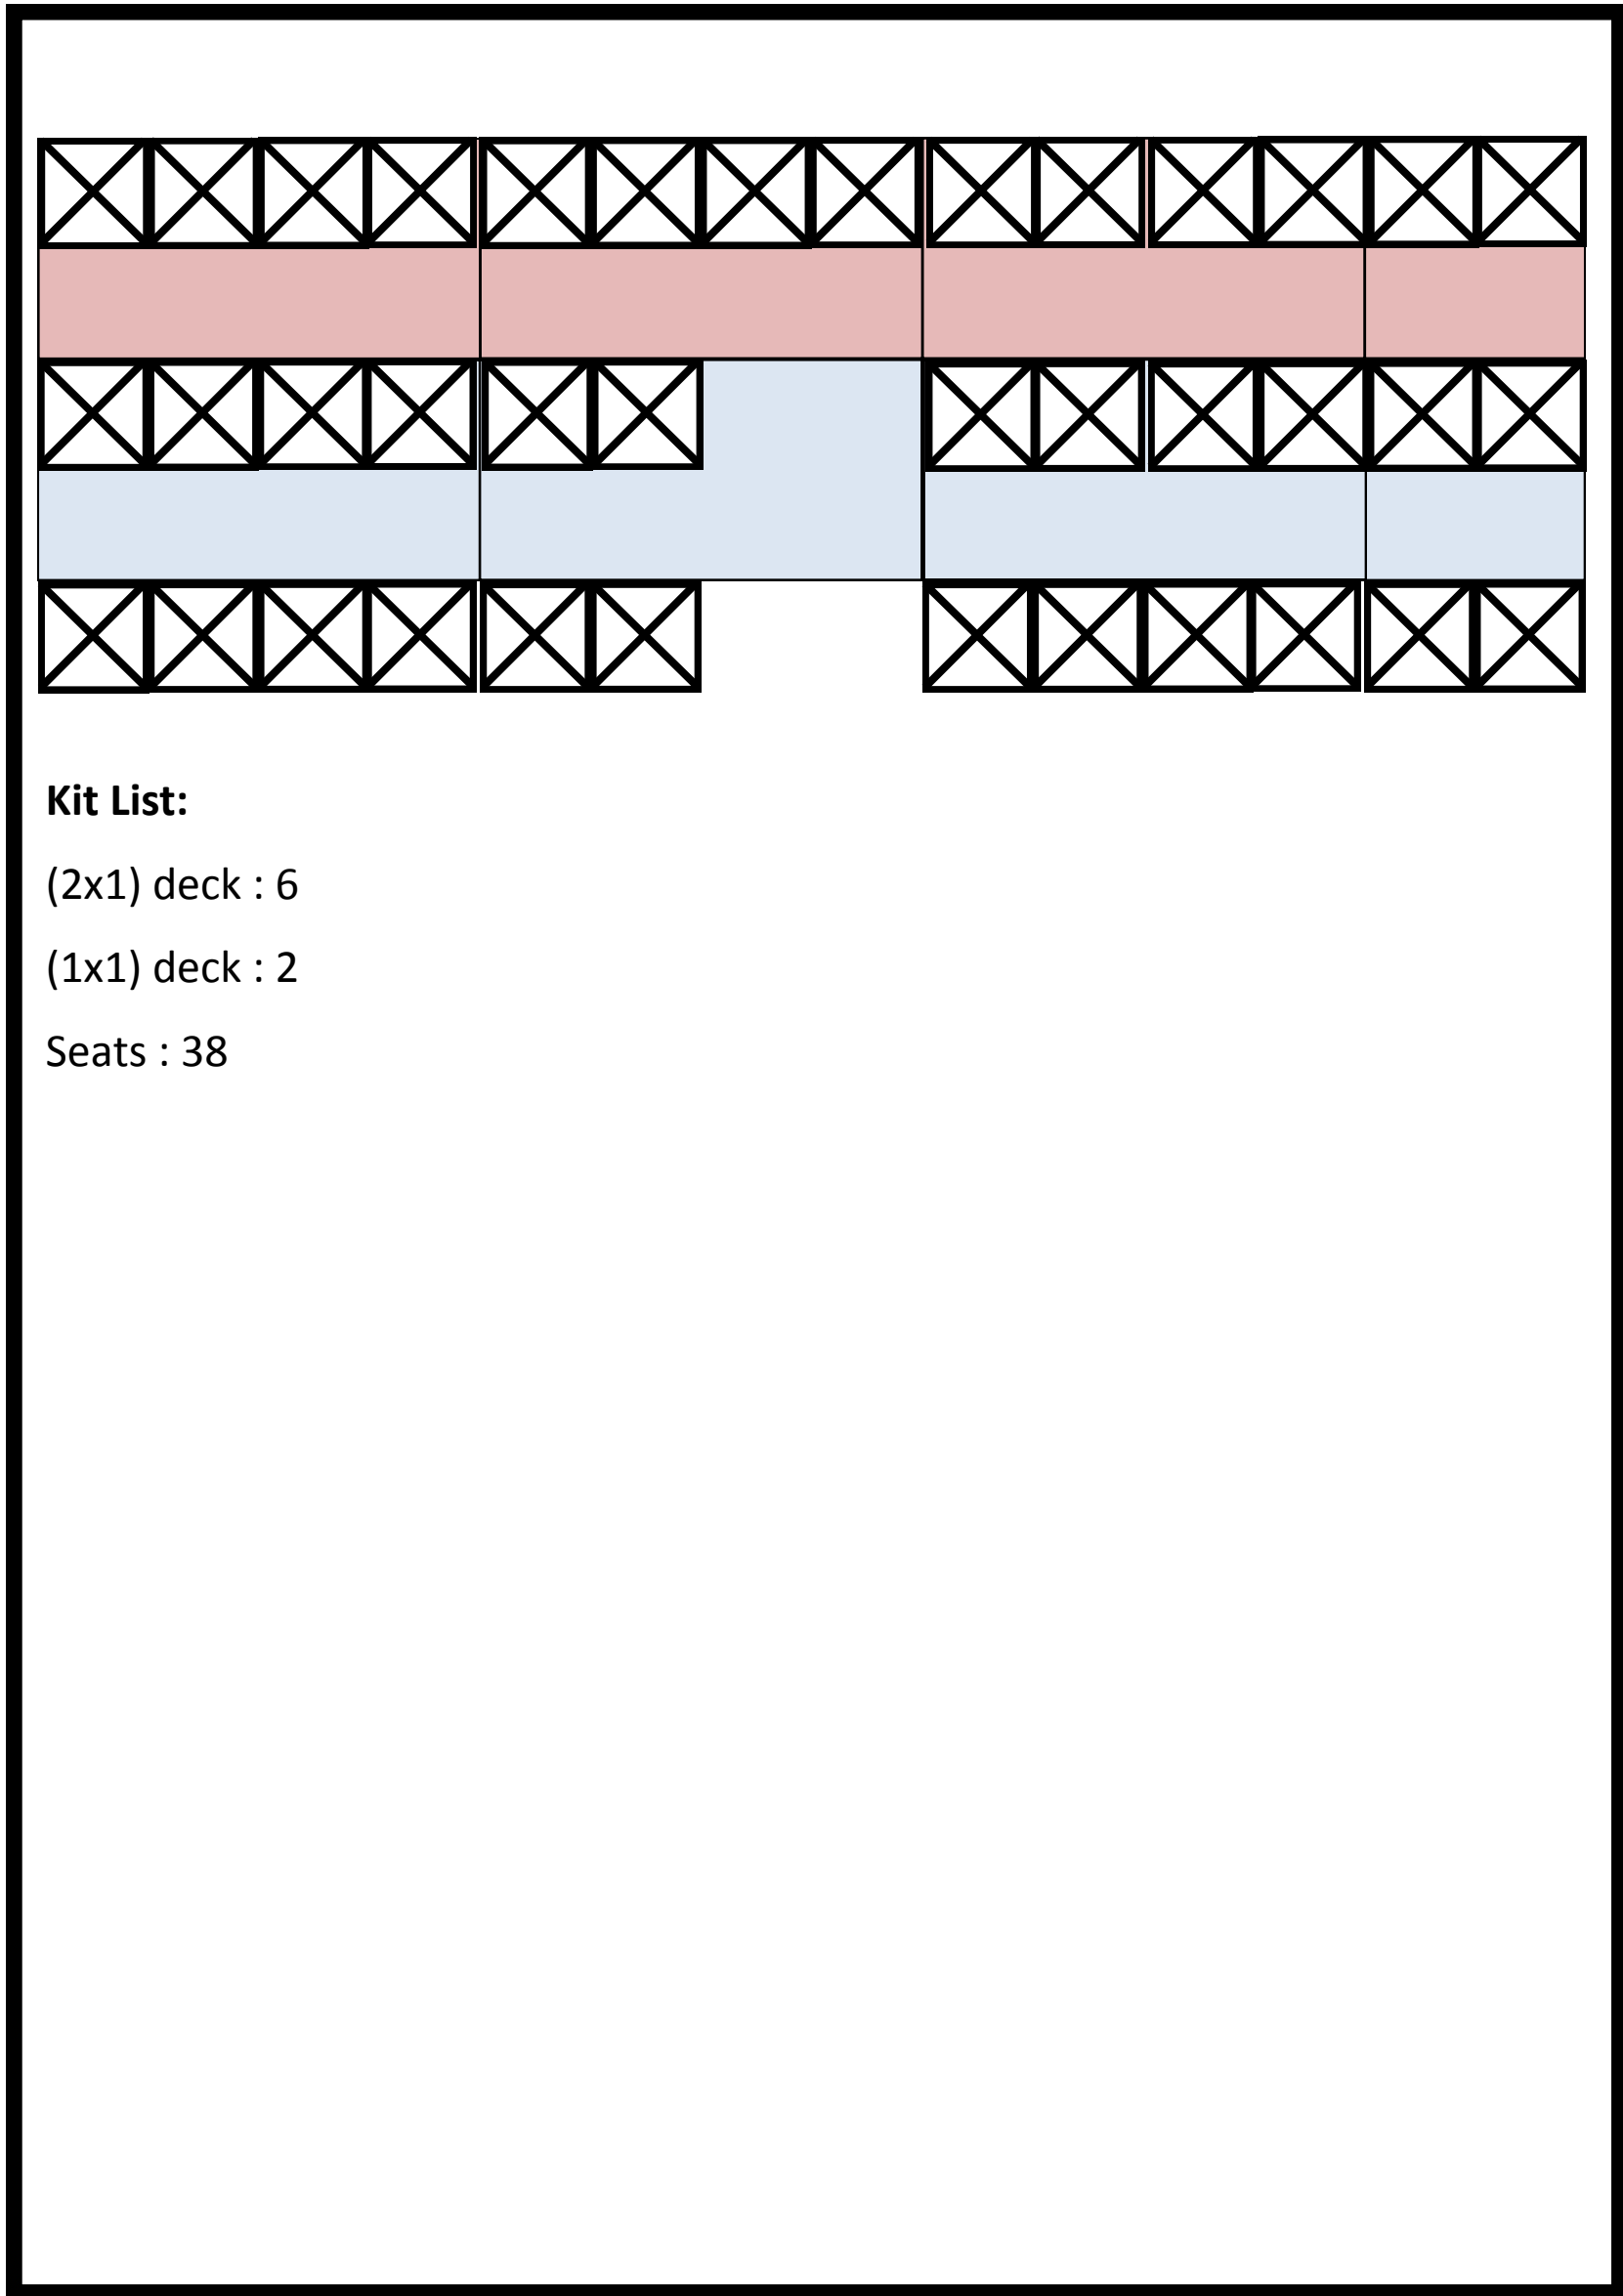 Kit List:
(2x1) deck : 6
(1x1) deck : 2
Seats : 38